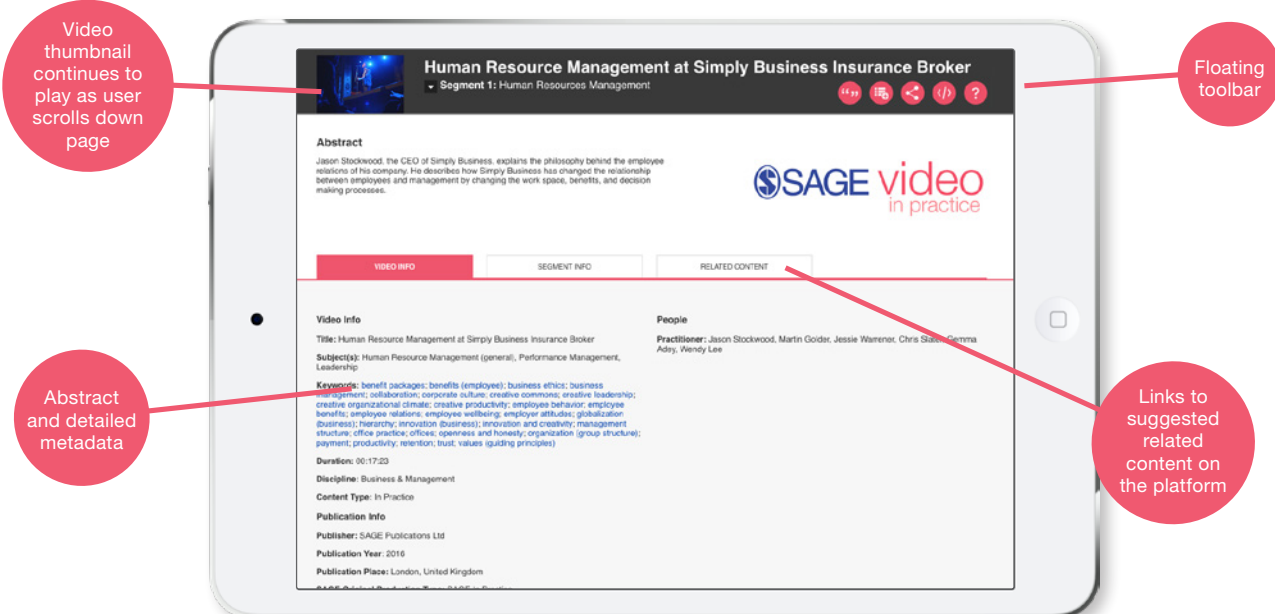 Video
thumbnail
continues to
play as user
scrolls down
page
Floating
toolbar
Abstract
and detailed
metadata
Links to
suggested
related
content on
the platform
Human Resource Management at Simply Business Insurance Broker
Segment 1: Human Resources Management
Abstract
Jason Stockwood, the CEO of Simply Business, explains the philosophy behind the employee
relations of his company. He describes how Simply Business has changed the relationship
between employees and management by changing the work space, benefits, and decision
making processes.
SAGE video
in practice
VIDEO INFO
SEGMENT INFO
RELATED CONTENT
Video Info
Title: Human Resource Management at Simply Business Insurance Broker
Subject(s): Human Resource Management (general), Performance Management,
Leadership
Keywords: benefit packages; benefits (employee); business ethics; business
management; collaboration; corporate culture; creative commons; creative leadership;
creative organizational climate; creative productivity; employee behavior; employee
benefits; employee relations; employee wellbeing; employer attitudes; globalization
(business); hierarchy; innovation (business); innovation and creativity; management
structure; office practice; offices; openness and honesty; organization (group structure);
payment; productivity; retention; trust; values (guiding principles)
Duration: 00:17:23
Discipline: Business & Management
Content Type: In Practice
Publication Info
Publisher: SAGE Publications Ltd
Publication Year: 2016
Publication Place: London, United Kingdom
People
Practitioner: Jason Stockwood, Martin Golder, Jessie Warrener, Chris Slater, Gemma
Adsy, Wendy Lee